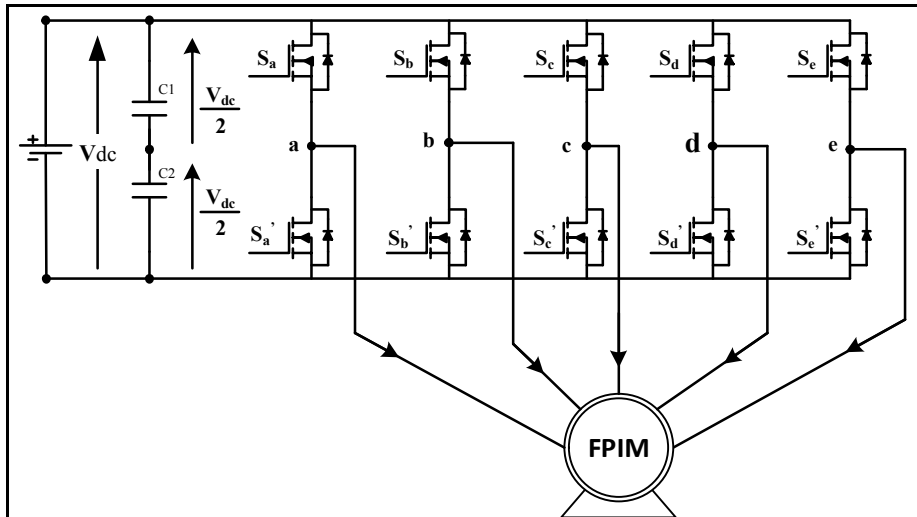 Sa
Sb
Sc
Sd
Se
C1
Vdc
2
Vdc
a
b
c
d
e
C2
Vdc
2
Sa’
Sb’
Sc’
Sd’
Se’
FPIM